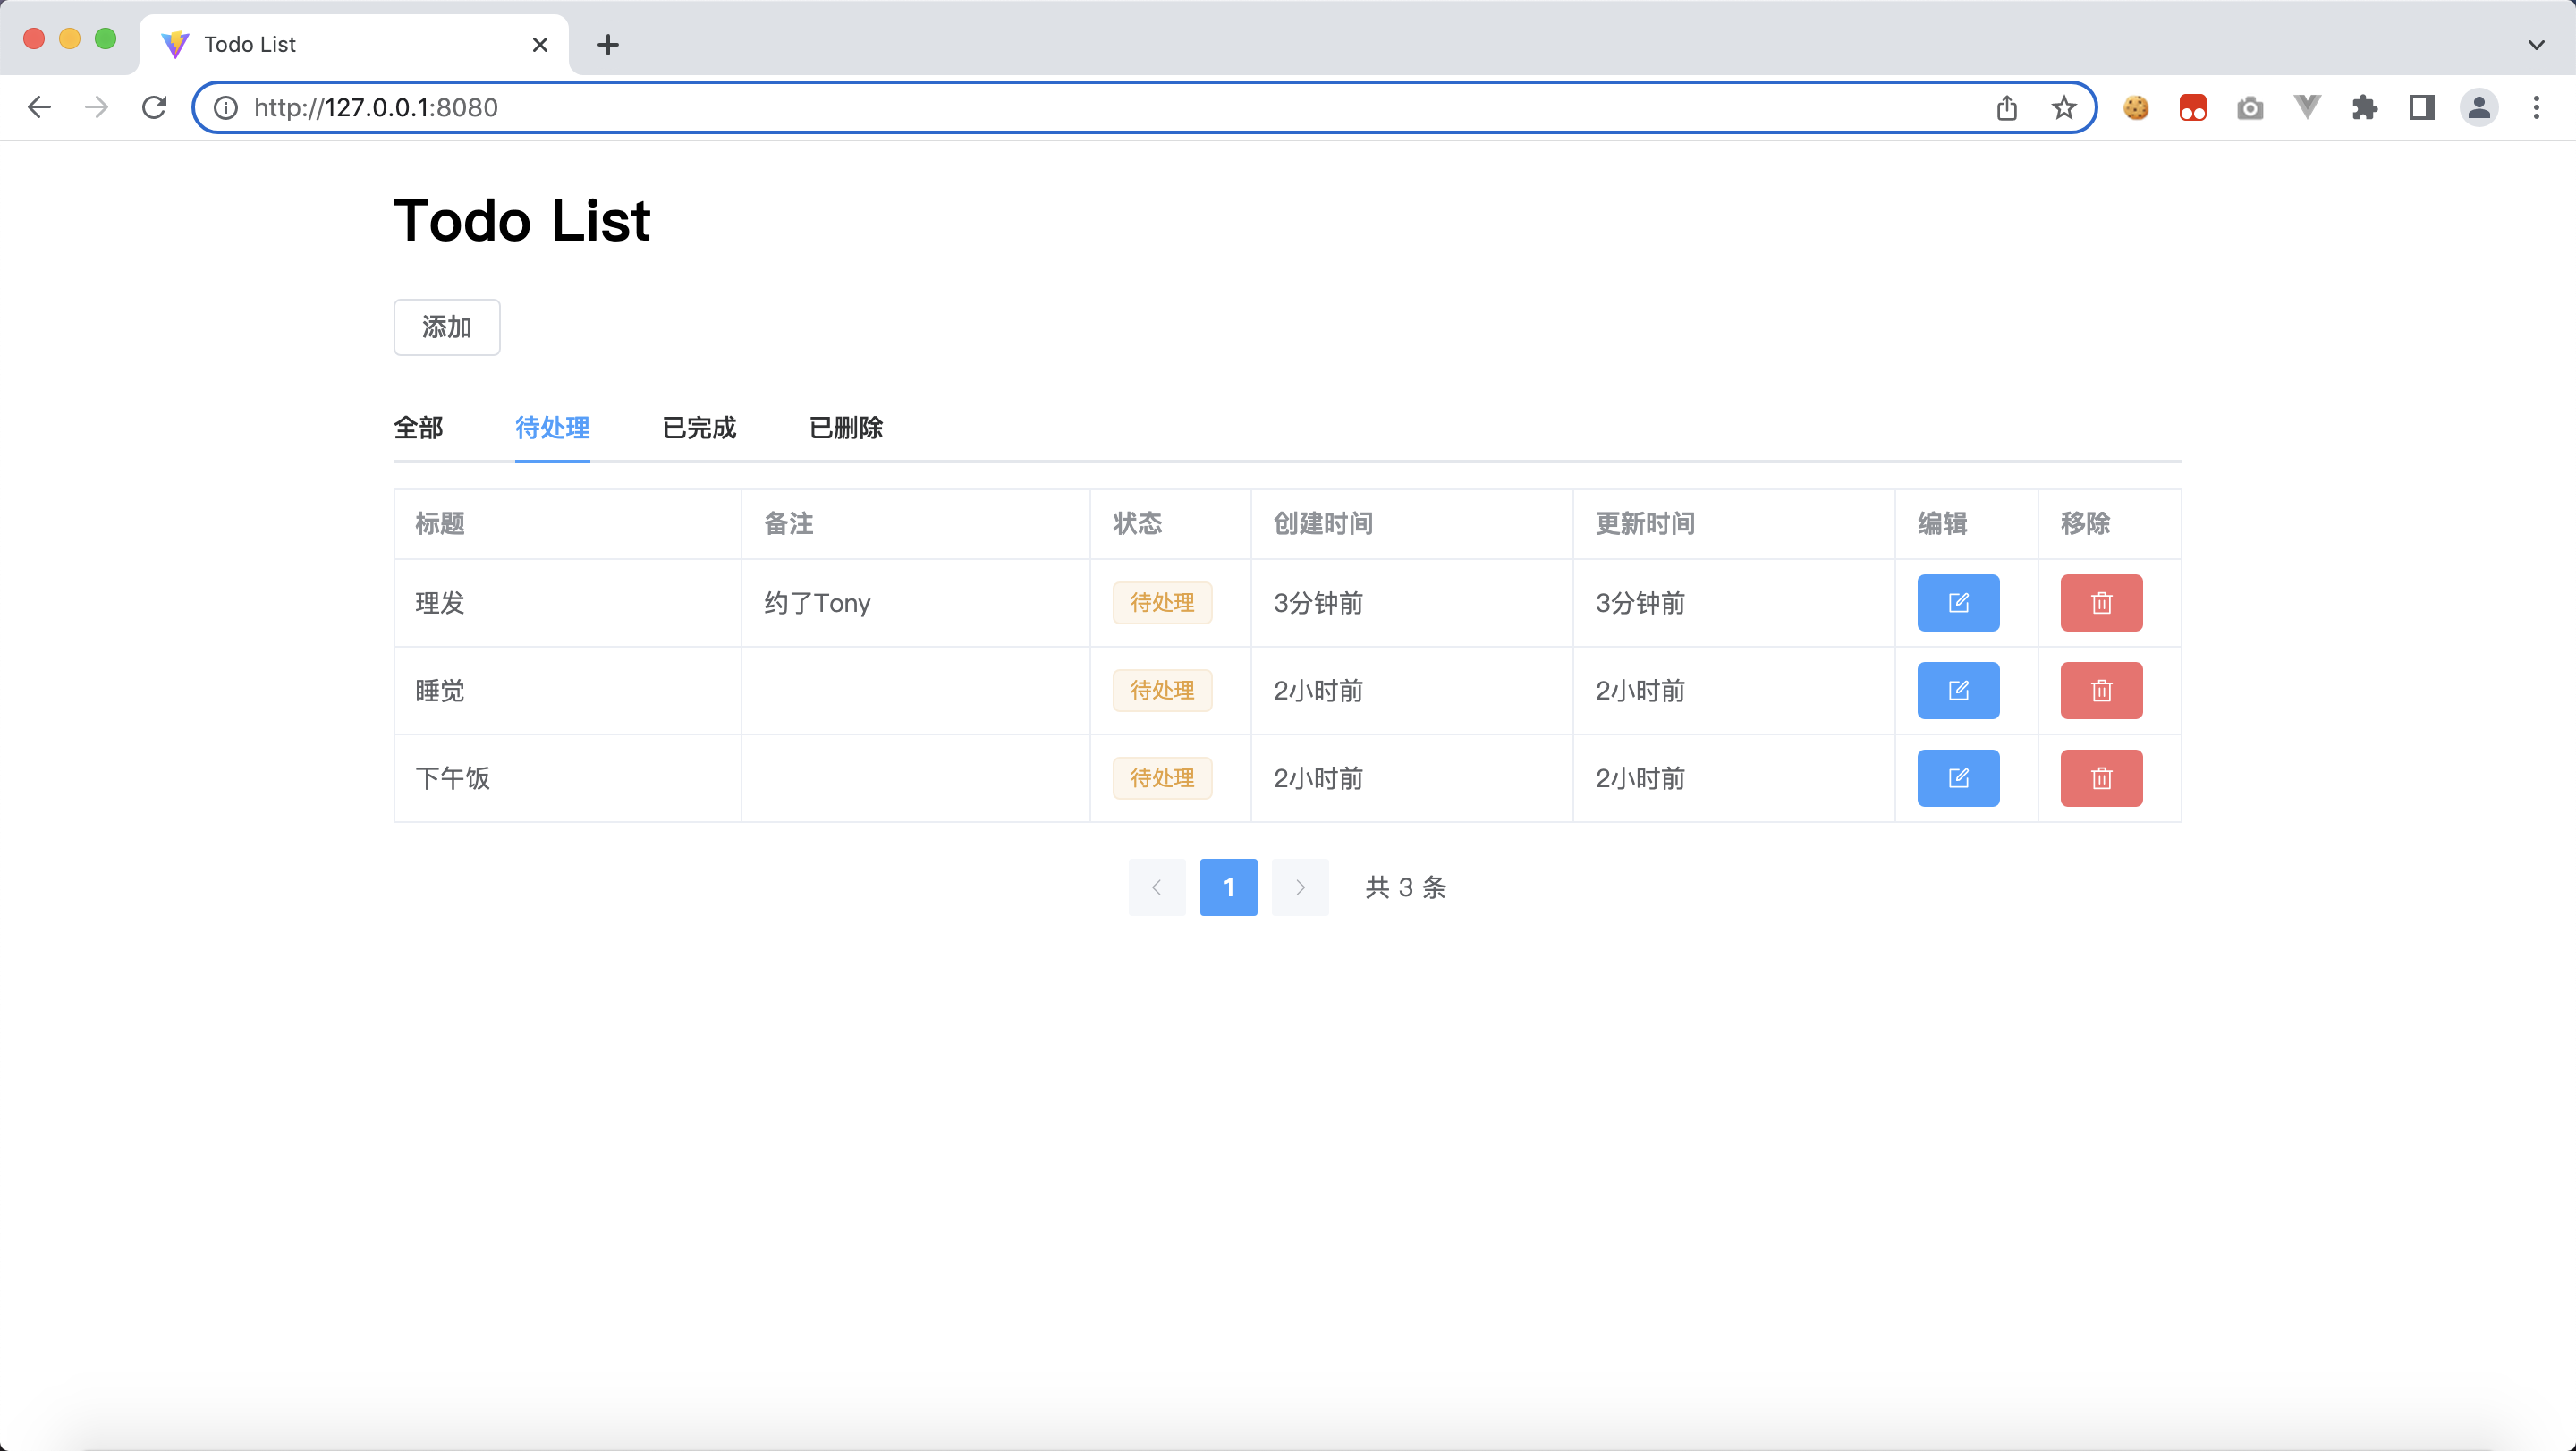 Todo List
http://127.0.0.1:8080
Todo List
添加
全部 待处理 已完成 已删除
标题 备注 状态 创建时间 更新时间 编辑 移除
理发 约了Tony 待处理 3分钟前 3分钟前
睡觉 待处理 2小时前 2小时前
下午饭 待处理 2小时前 2小时前
1 共 3 条